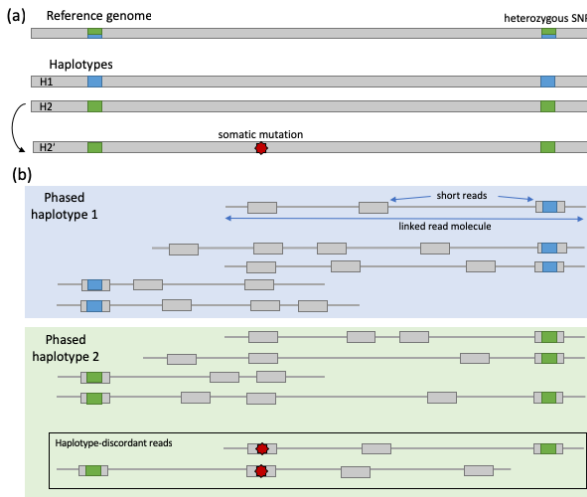 (a)
Reference genome
heterozygous SNP
Haplotypes
H1
H2
somatic mutation
H2'
(b)
Phased
haplotype 1
short reads
linked read molecule
Phased
haplotype 2
Haplotype-discordant reads